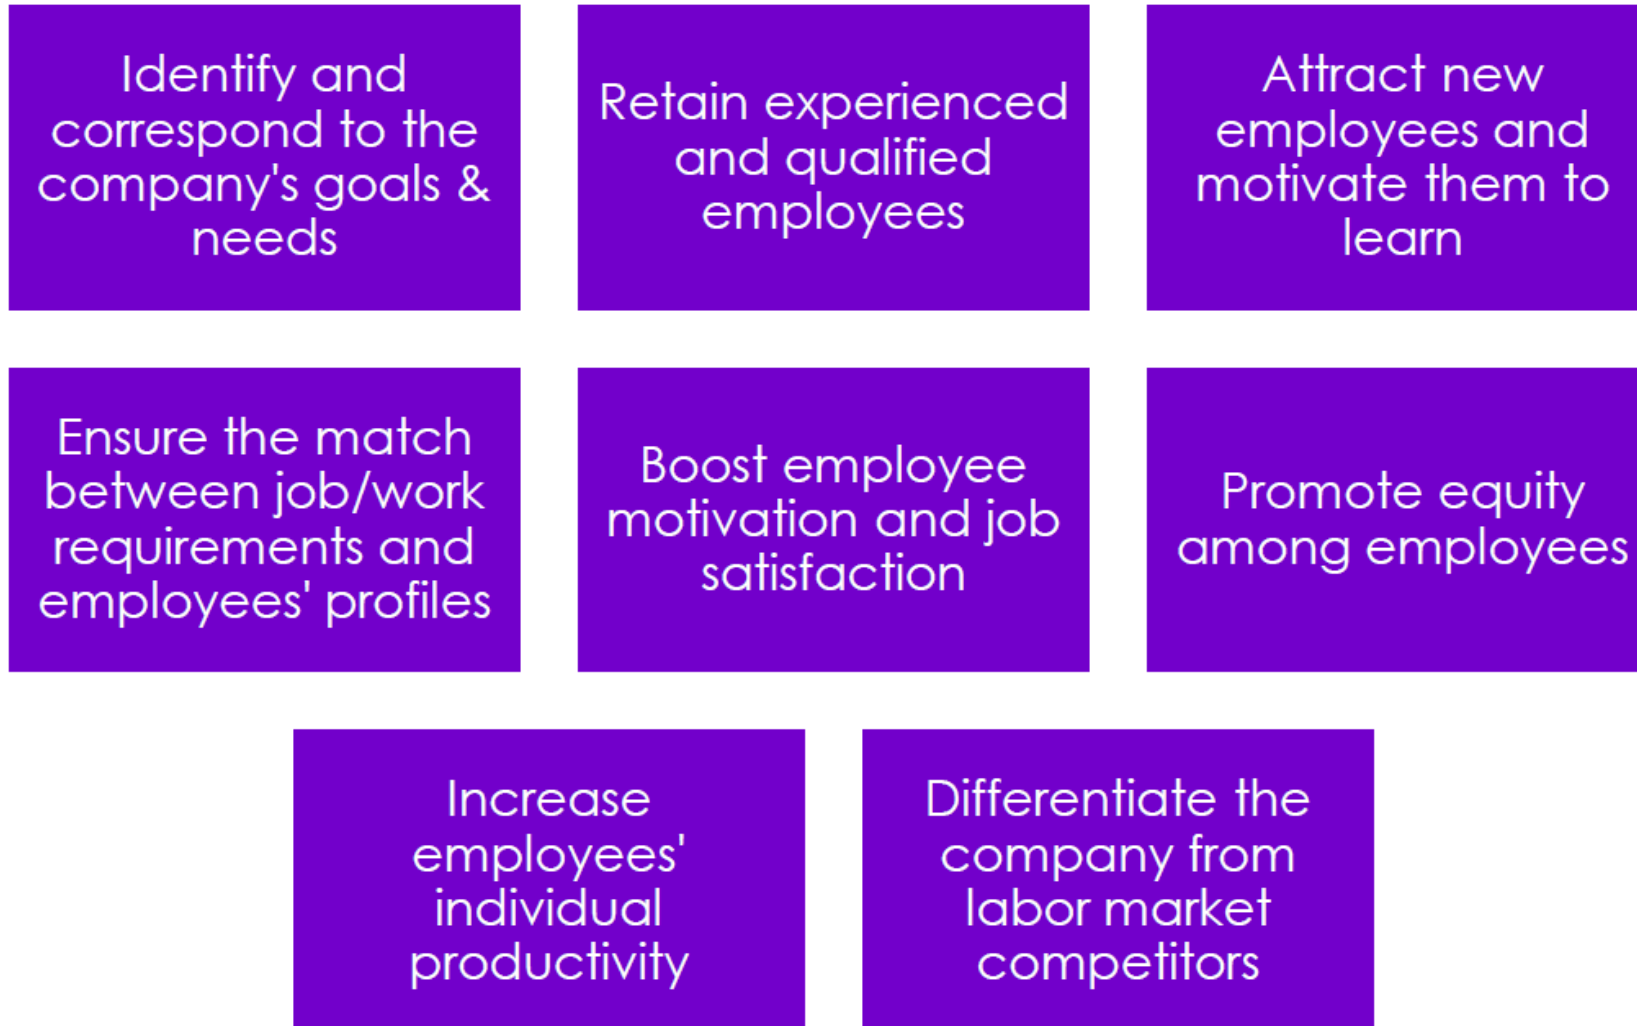 Identify and
correspond to the
company's goals &
needs
Retain experienced
and qualified
employees
Attract new
employees and
motivate them to
learn
Ensure the match
between job/work
requirements and
employees' profiles
Boost employee
motivation and job
satisfaction
Promote equity
among employees
Increase
employees'
individual
productivity
Differentiate the
company from
labor market
competitors